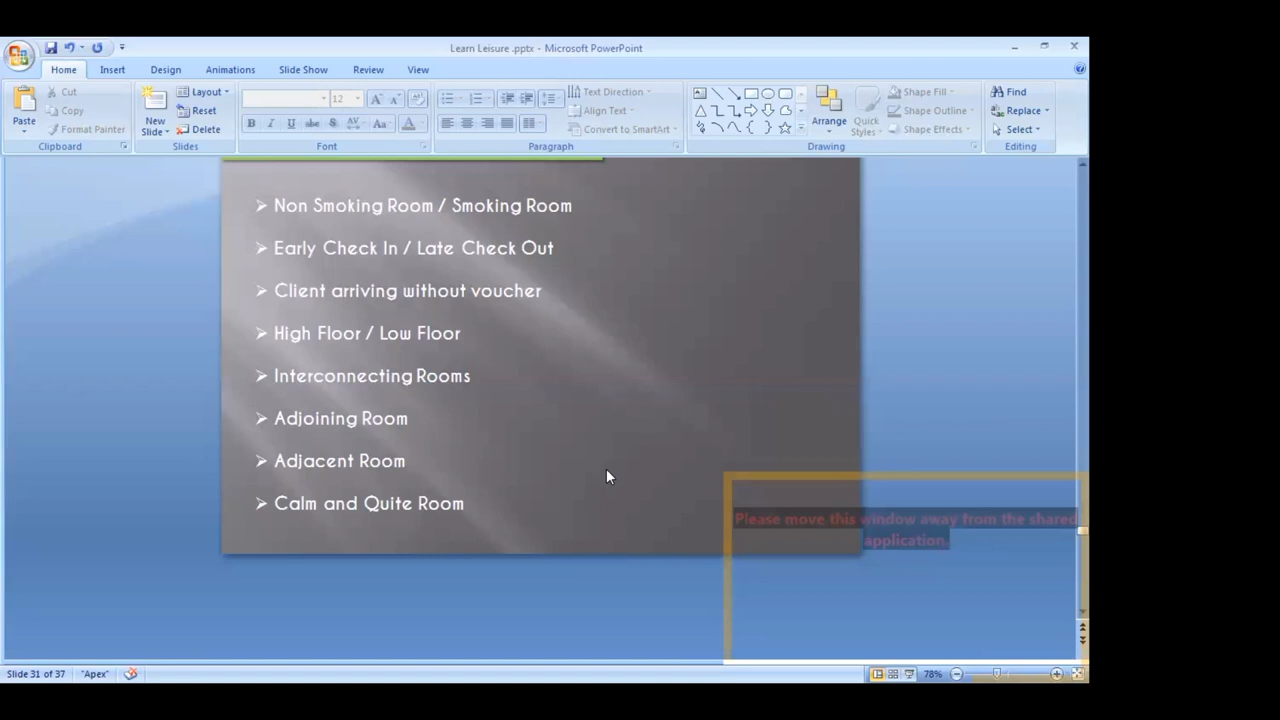 Learn Leisure .pptx - Microsoft PowerPoint
Home Insert Design Animations Slide Show Review View
Paste Cut Copy Format Painter
Clipboard
New Slide Layout Reset Delete
Slides
12
B I U abc S AV Aa A
Font
Text Direction Align Text Convert to SmartArt
Paragraph
Arrange Quick Styles Shape Fill Shape Outline Shape Effects
Drawing
Find Replace Select
Editing
Non Smoking Room / Smoking Room
Early Check In / Late Check Out
Client arriving without voucher
High Floor / Low Floor
Interconnecting Rooms
Adjoining Room
Adjacent Room
Calm and Quite Room
Please move this window away from the shared
application.
Slide 31 of 37 "Apex" 78%